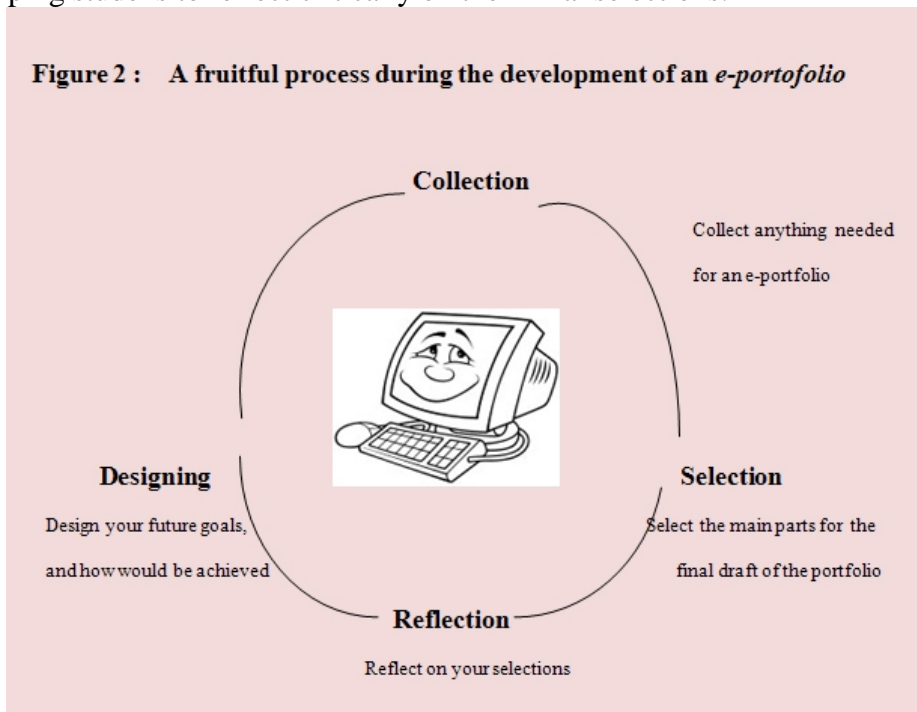 Figure 2 : A fruitful process during the development of an e-portofolio
Collection
Collect anything needed
for an e-portfolio
Designing
Selection
Design your future goals,
and how would be achieved
Select the main parts for the
final draft of the portfolio
Reflection
Reflect on your selections